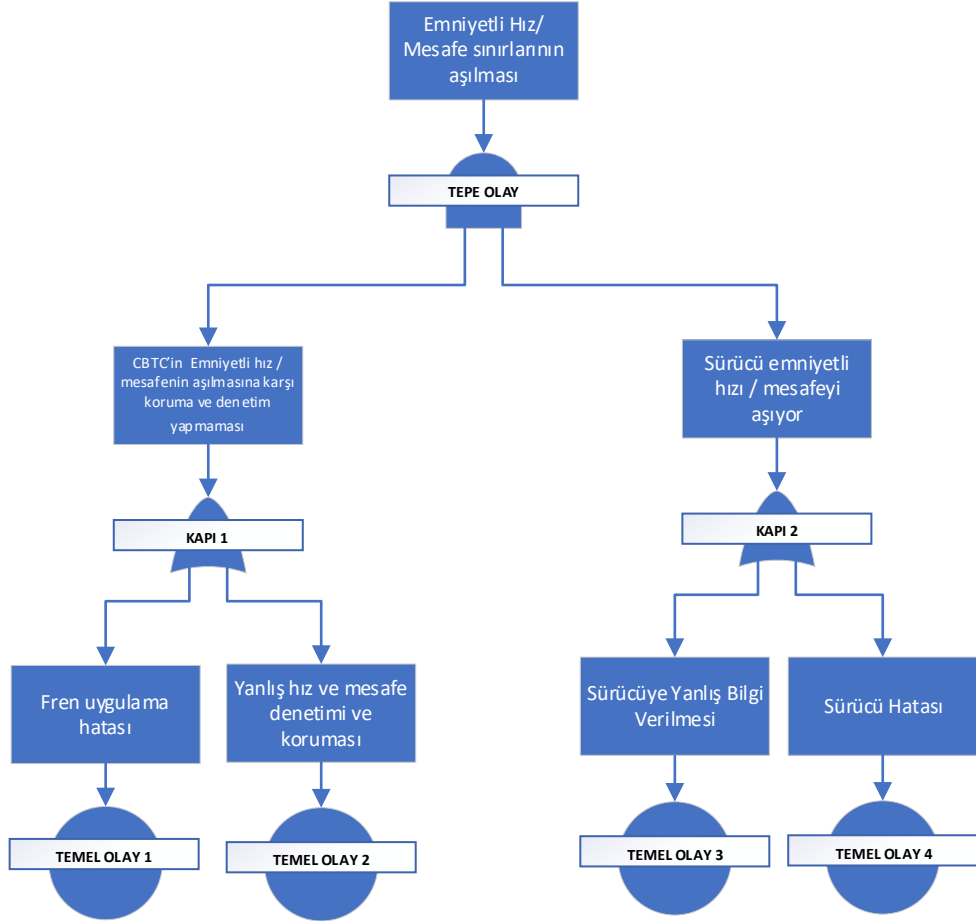 Emniyetli Hız/
Mesafe sınırlarının
aşılması
TEPE OLAY
CBTC'in Emniyetli hız /
mesafenin aşılmasına karşı
koruma ve denetim
yapmaması
Sürücü emniyetli
hızı / mesafeyi
aşıyor
KAPI 1
KAPI 2
Fren uygulama
hatası
Yanlış hız ve mesafe
denetimi ve
koruması
Sürücüye Yanlış Bilgi
Verilmesi
Sürücü Hatası
TEMEL OLAY 1
TEMEL OLAY 2
TEMEL OLAY 3
TEMEL OLAY 4